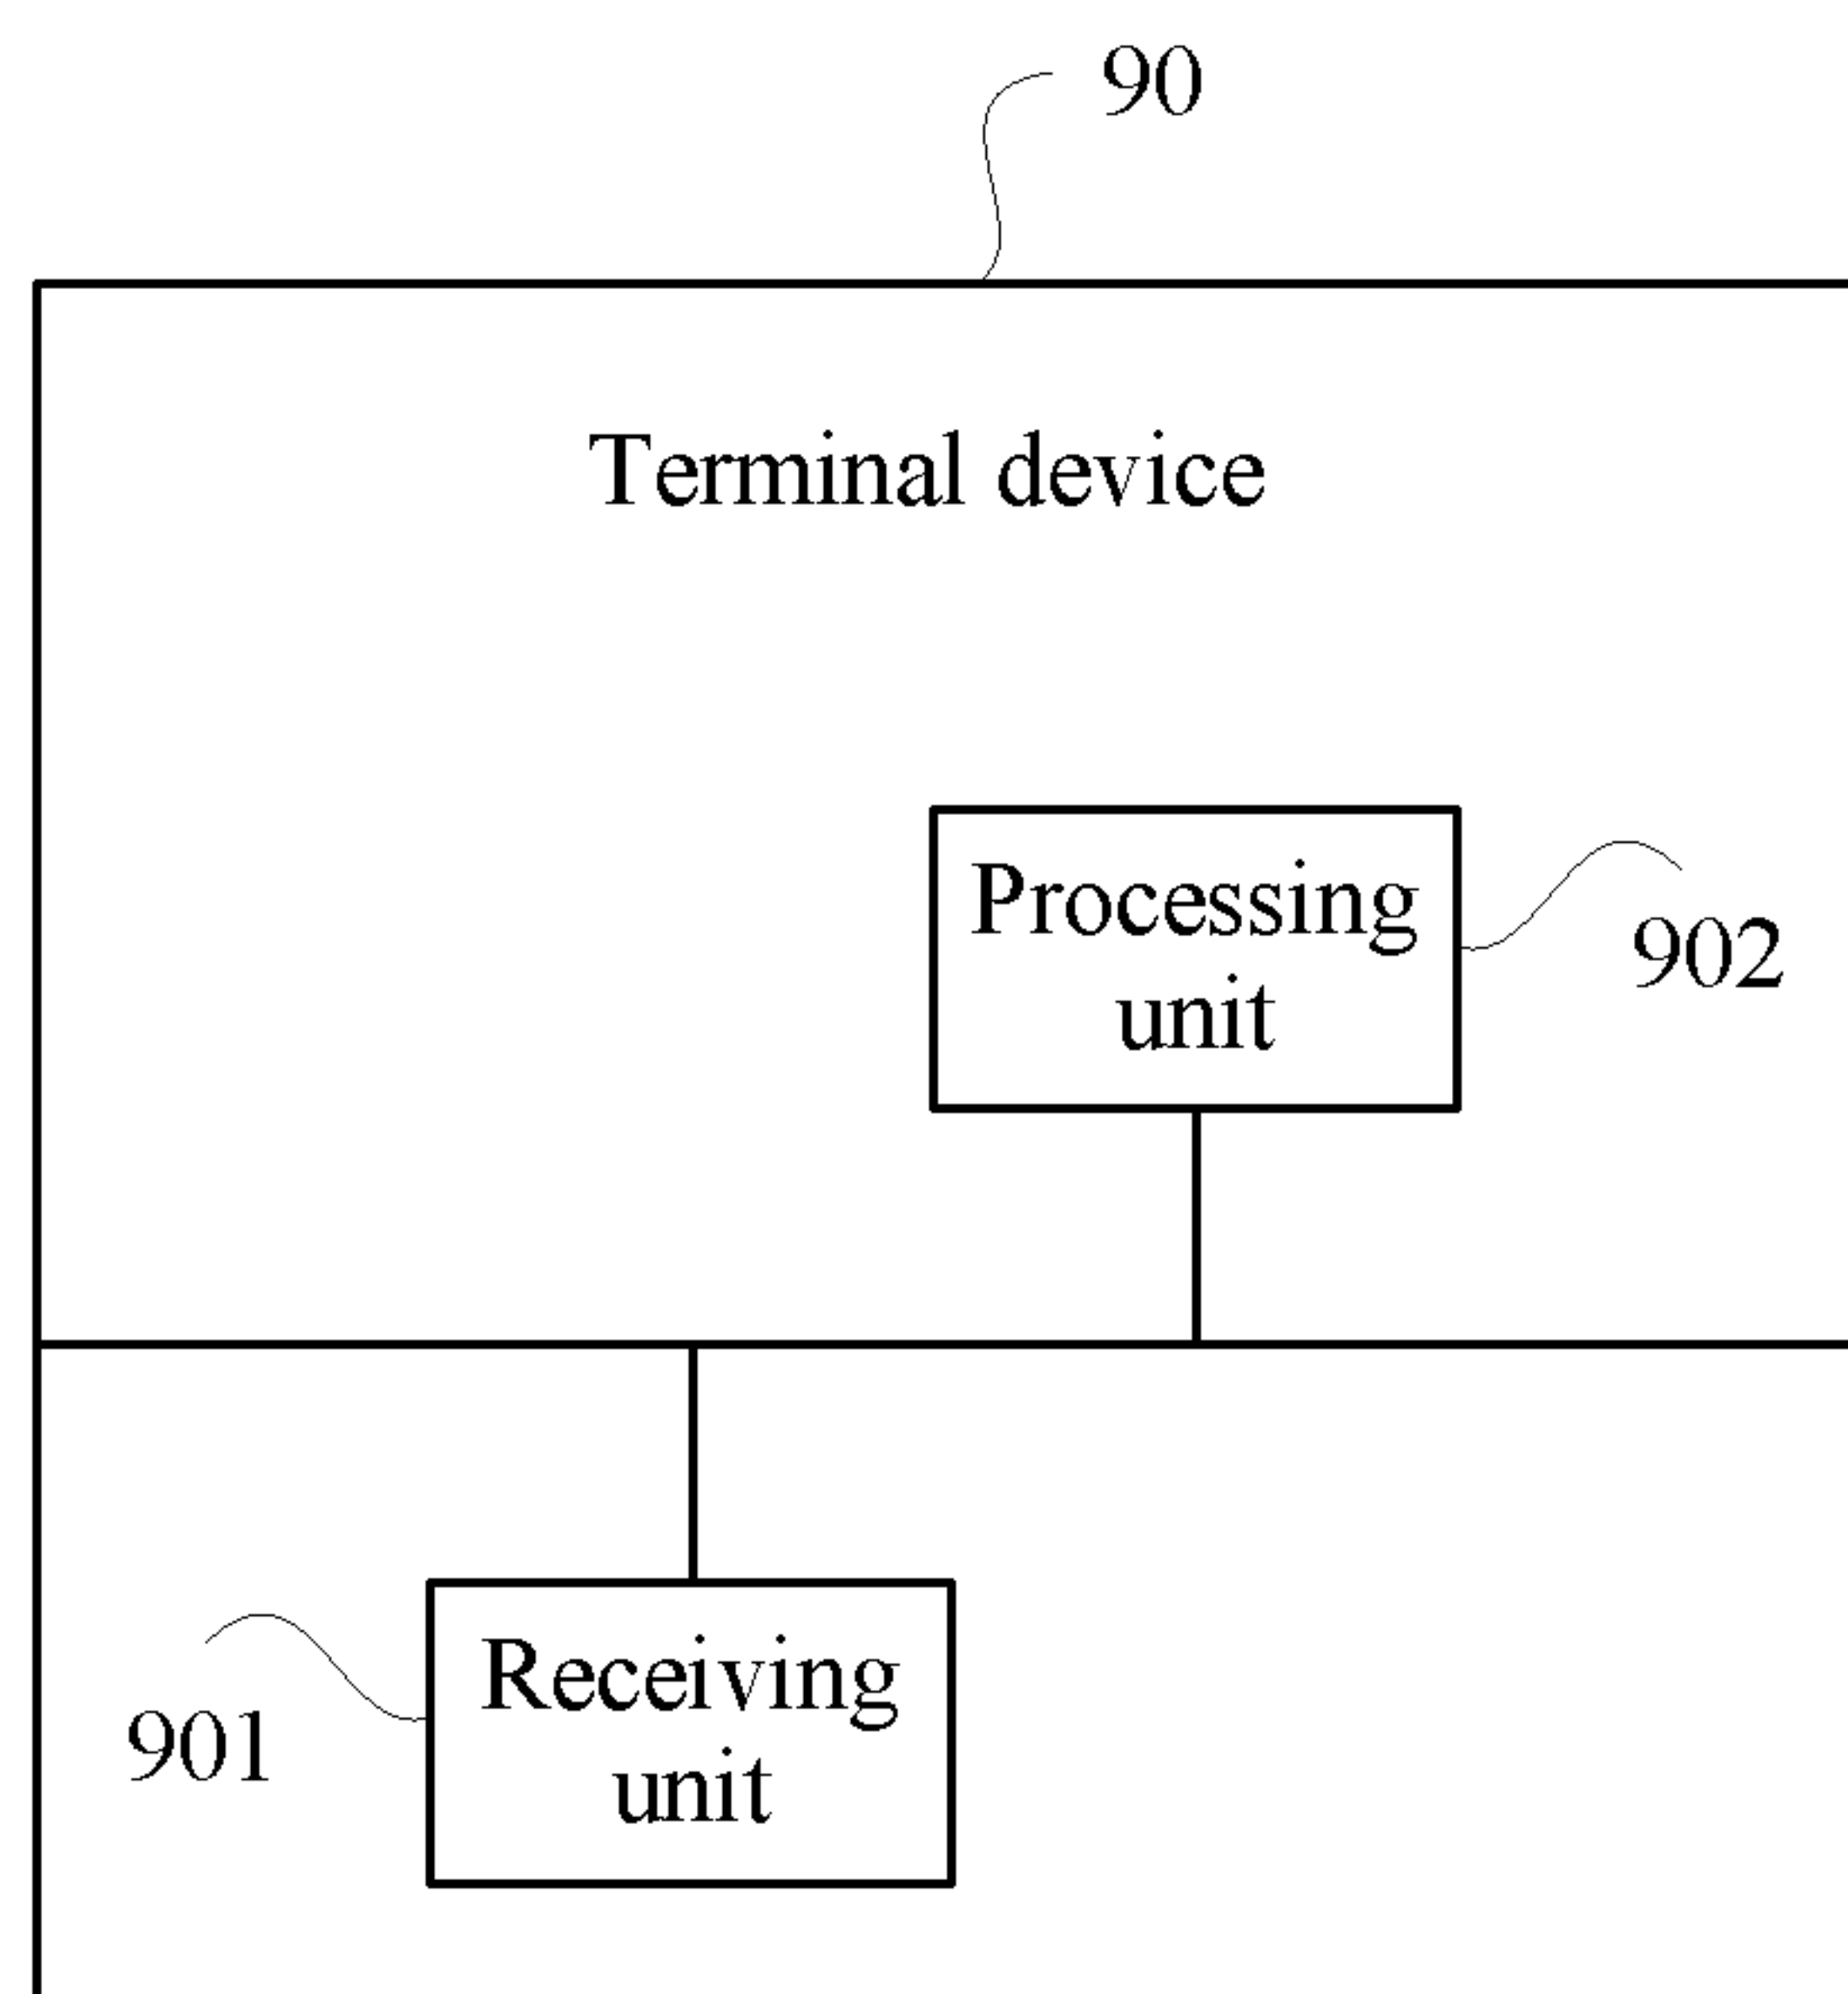 90
Terminal device
Processing
unit
902
Receiving
unit
901